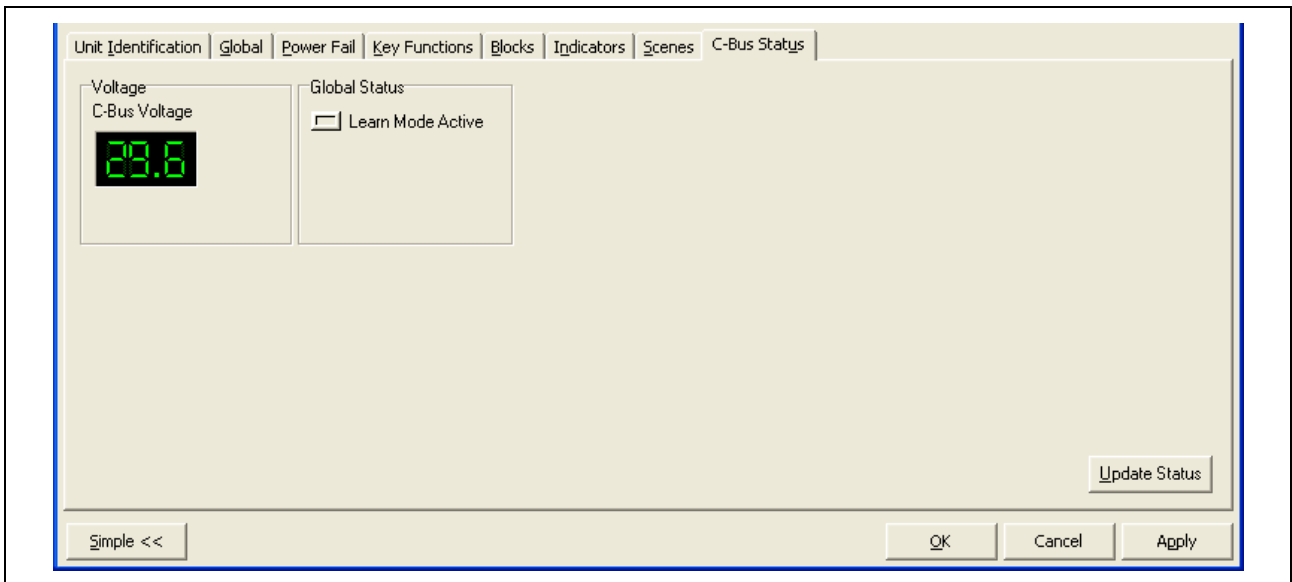 Unit Identification Global Power Fail Key Functions Blocks Indicators Scenes C-Bus Status
Voltage Global Status
C-Bus Voltage Learn Mode Active
29.6
Update Status
Simple << OK Cancel Apply